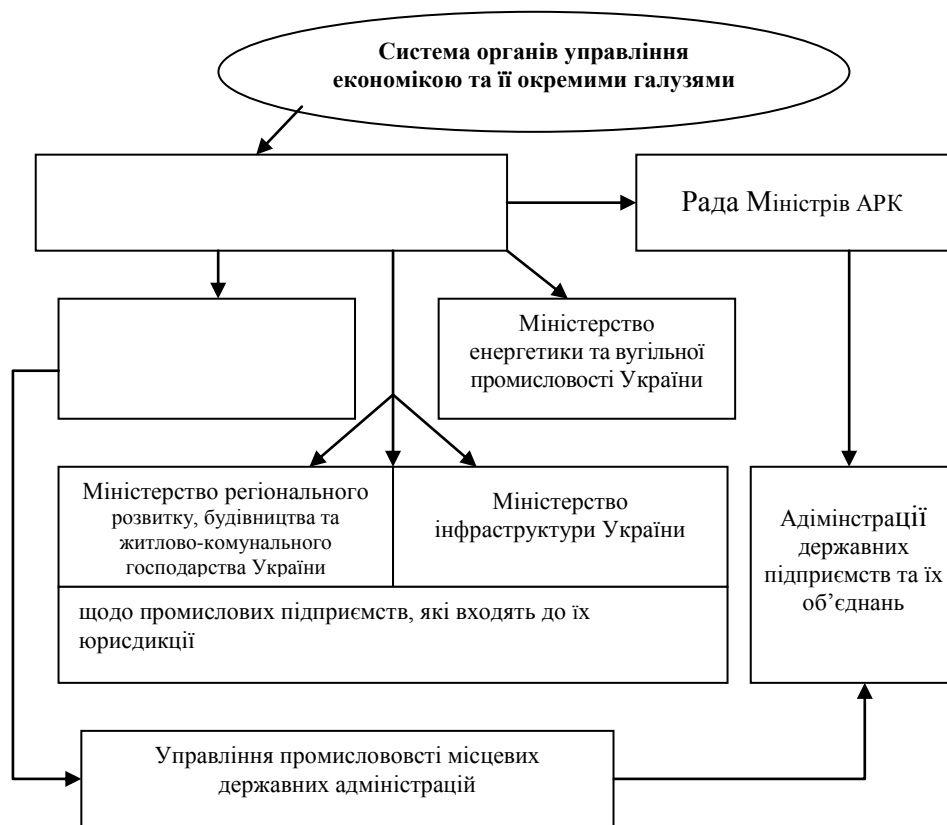 Система органів управління
економікою та її окремими галузями
Рада Міністрів АРК
Міністерство
енергетики та вугільної
промисловості України
Міністерство регіонального
розвитку, будівництва та
житлово-комунального
господарства України
Міністерство
інфраструктури України
щодо промислових підприємств, які входять до їх
юрисдикції
Адімінстрації
державних
підприємств та їх
об’єднань
Управління промислововсті місцевих
державних адміністрацій